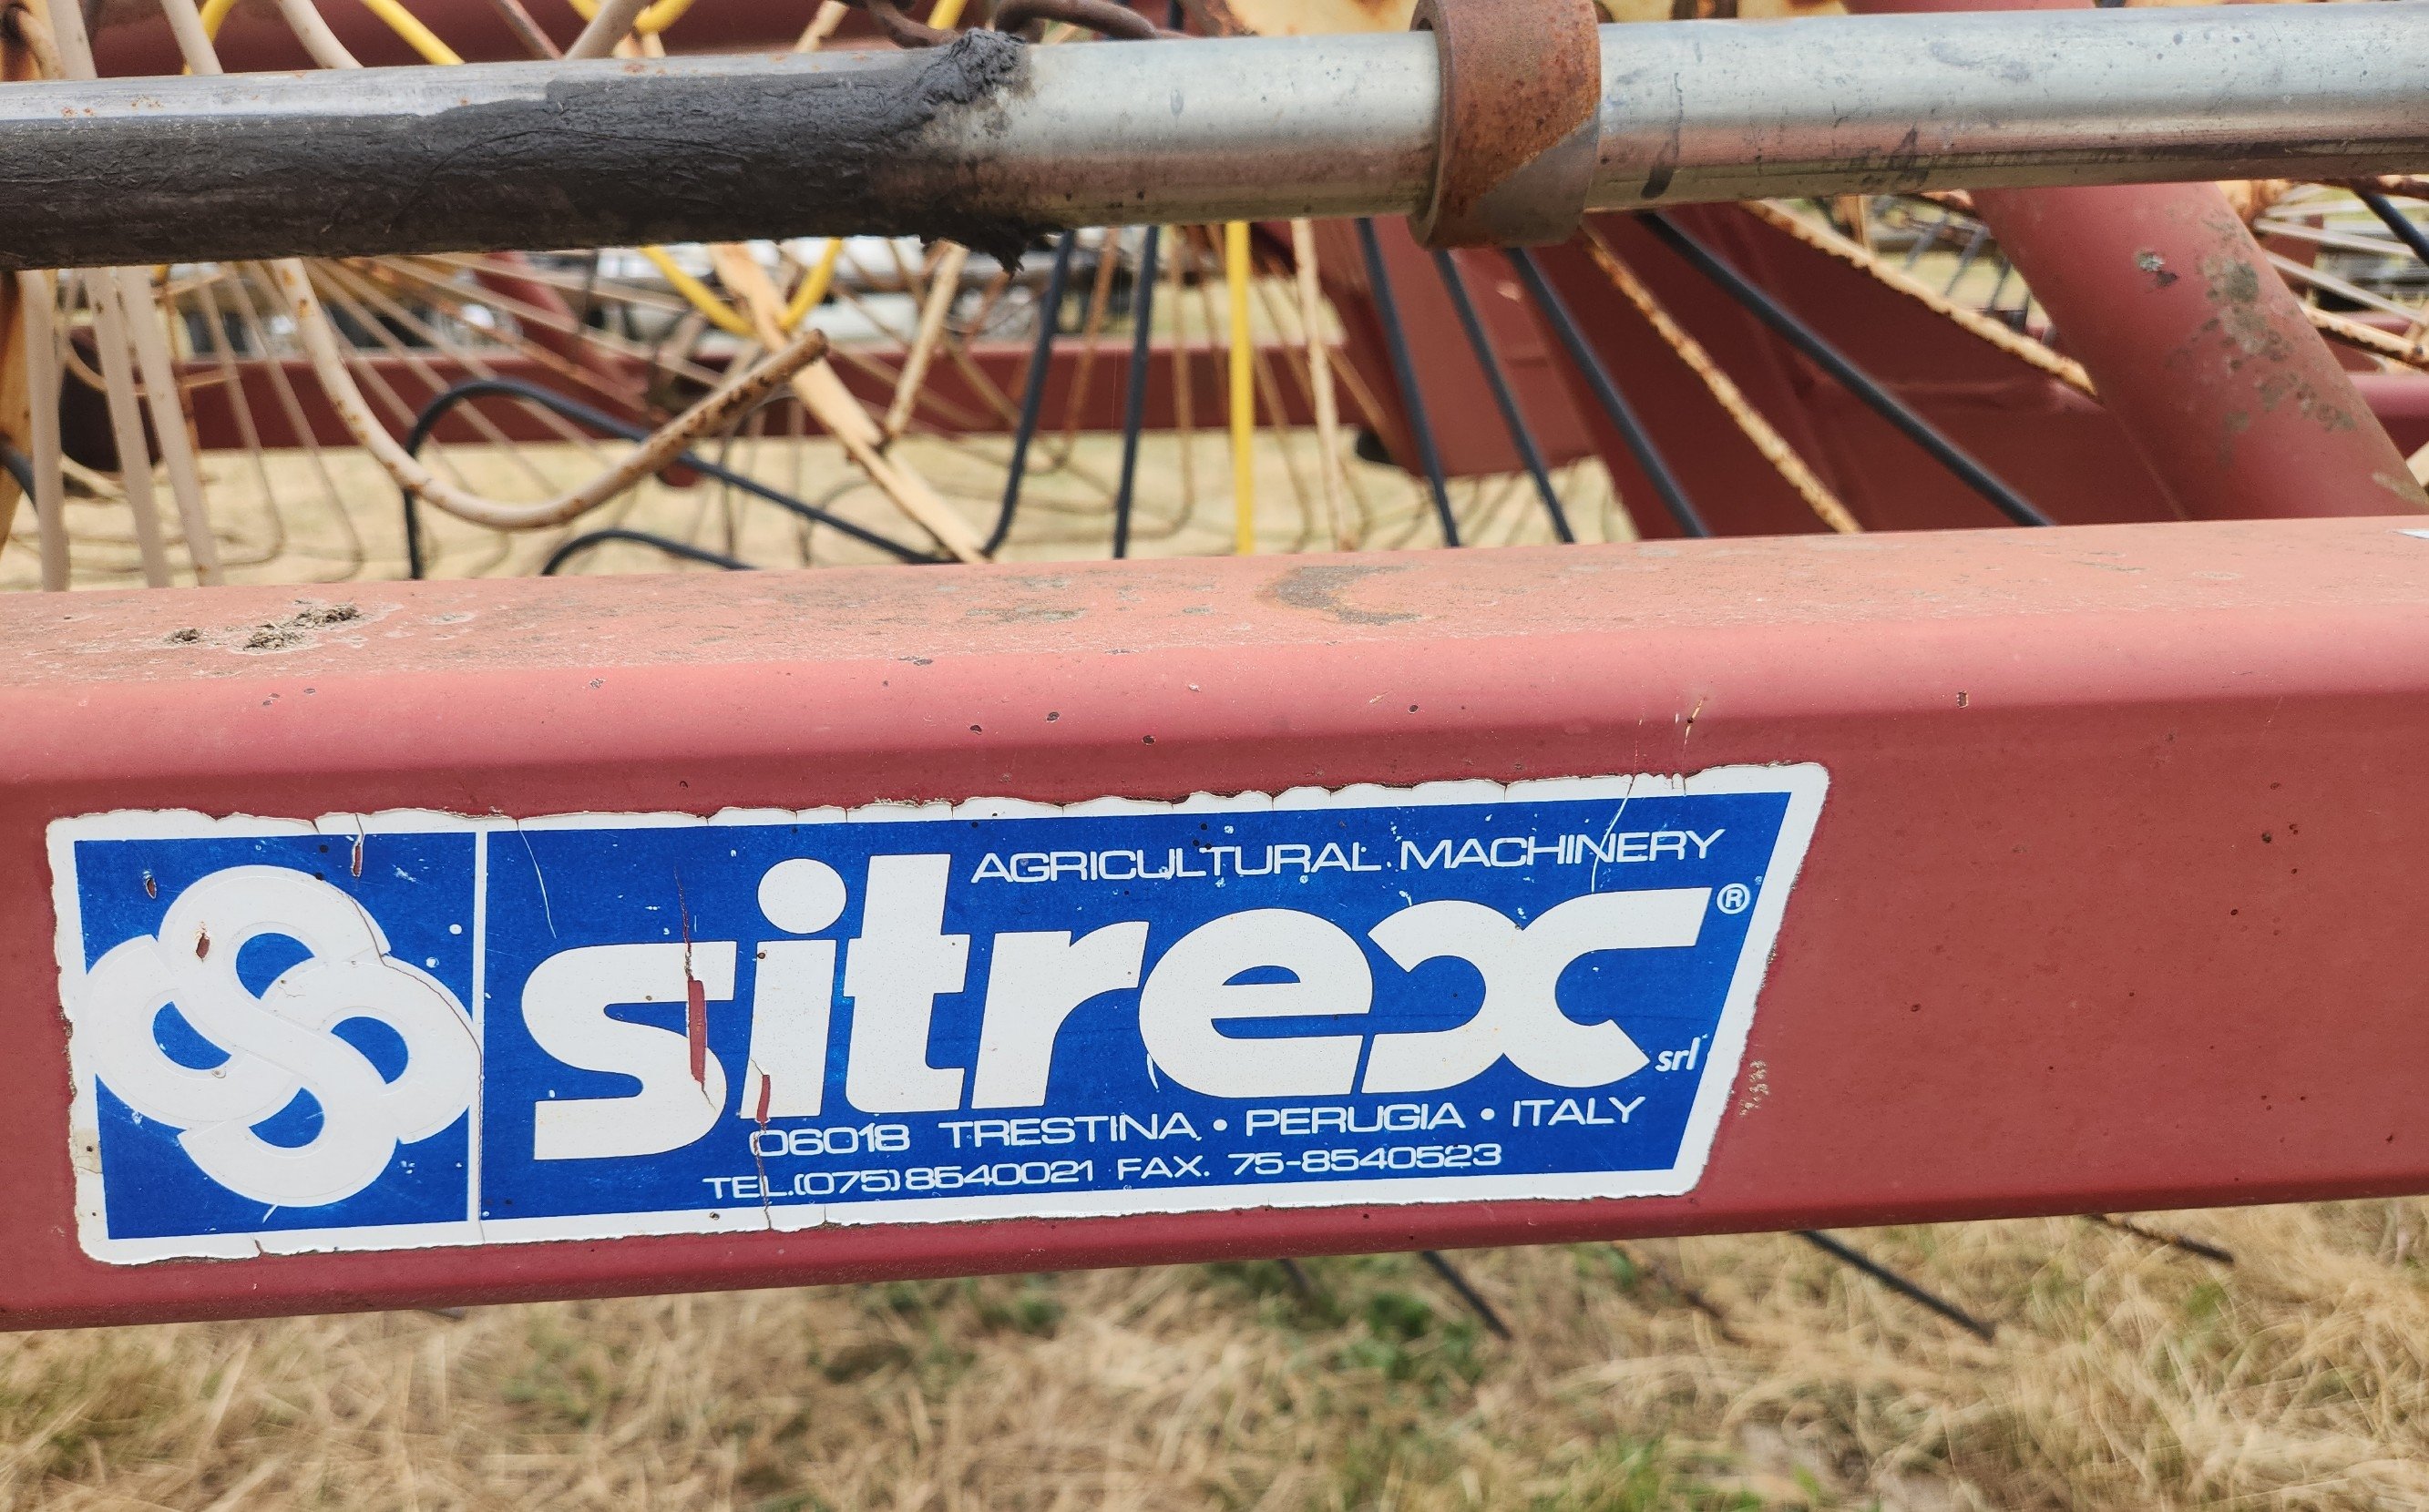 AGRICULTURAL MACHINERY
sitrex®
srl
06018 TRESTINA • PERUGIA • ITALY
TEL.(075)8540021 FAX. 75-8540523